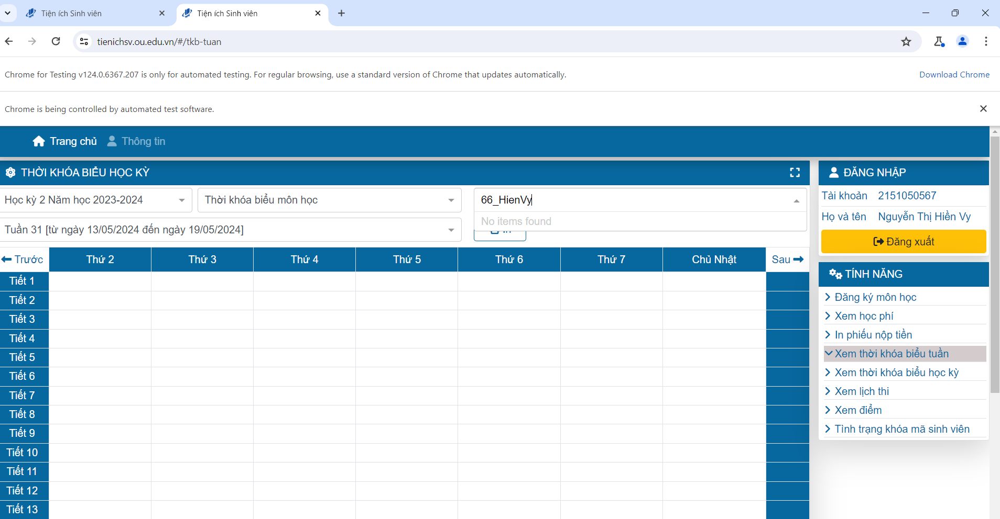 Tiện ích Sinh viên
Tiện ích Sinh viên
tienichsv.ou.edu.vn/#/tkb-tuan
Chrome for Testing v124.0.6367.207 is only for automated testing. For regular browsing, use a standard version of Chrome that updates automatically.
Download Chrome
Chrome is being controlled by automated test software.
Trang chủ
Thông tin
THỜI KHÓA BIỂU HỌC KỲ
Học kỳ 2 Năm học 2023-2024
Thời khóa biểu môn học
66_HienVy
No items found
Tuần 31 [từ ngày 13/05/2024 đến ngày 19/05/2024]
Trước
Thứ 2
Thứ 3
Thứ 4
Thứ 5
Thứ 6
Thứ 7
Chủ Nhật
Sau
Tiết 1
Tiết 2
Tiết 3
Tiết 4
Tiết 5
Tiết 6
Tiết 7
Tiết 8
Tiết 9
Tiết 10
Tiết 11
Tiết 12
Tiết 13
ĐĂNG NHẬP
Tài khoản 2151050567
Họ và tên Nguyễn Thị Hiền Vy
Đăng xuất
TÍNH NĂNG
Đăng ký môn học
Xem học phí
In phiếu nộp tiền
Xem thời khóa biểu tuần
Xem thời khóa biểu học kỳ
Xem lịch thi
Xem điểm
Tình trạng khóa mã sinh viên